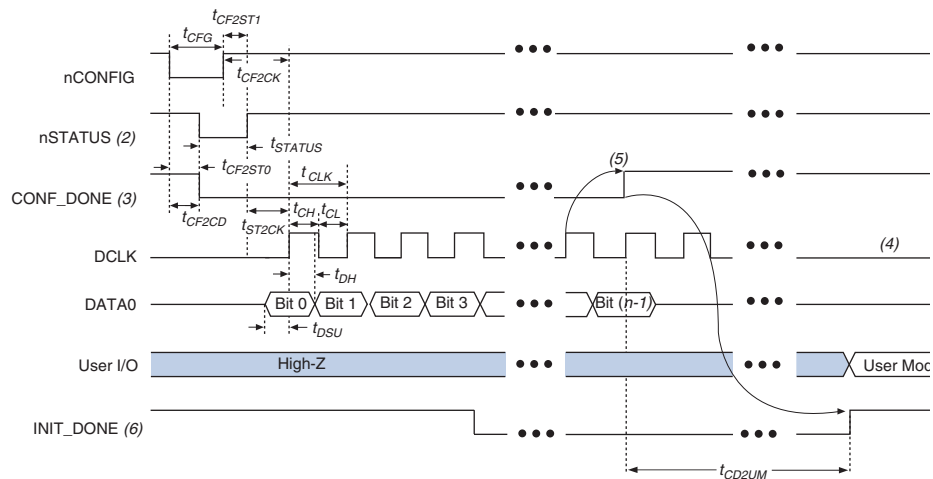 tCF2ST1
tCFG
nCONFIG
tCF2CK
nSTATUS (2)
tSTATUS
tCF2ST0
tCLK
(5)
CONF_DONE (3)
tCF2CD
tST2CK
tCH
tCL
DCLK
(4)
tDH
DATA0
Bit 0
Bit 1
Bit 2
Bit 3
Bit (n-1)
tDSU
User I/O
High-Z
User Mod
INIT_DONE (6)
tCD2UM